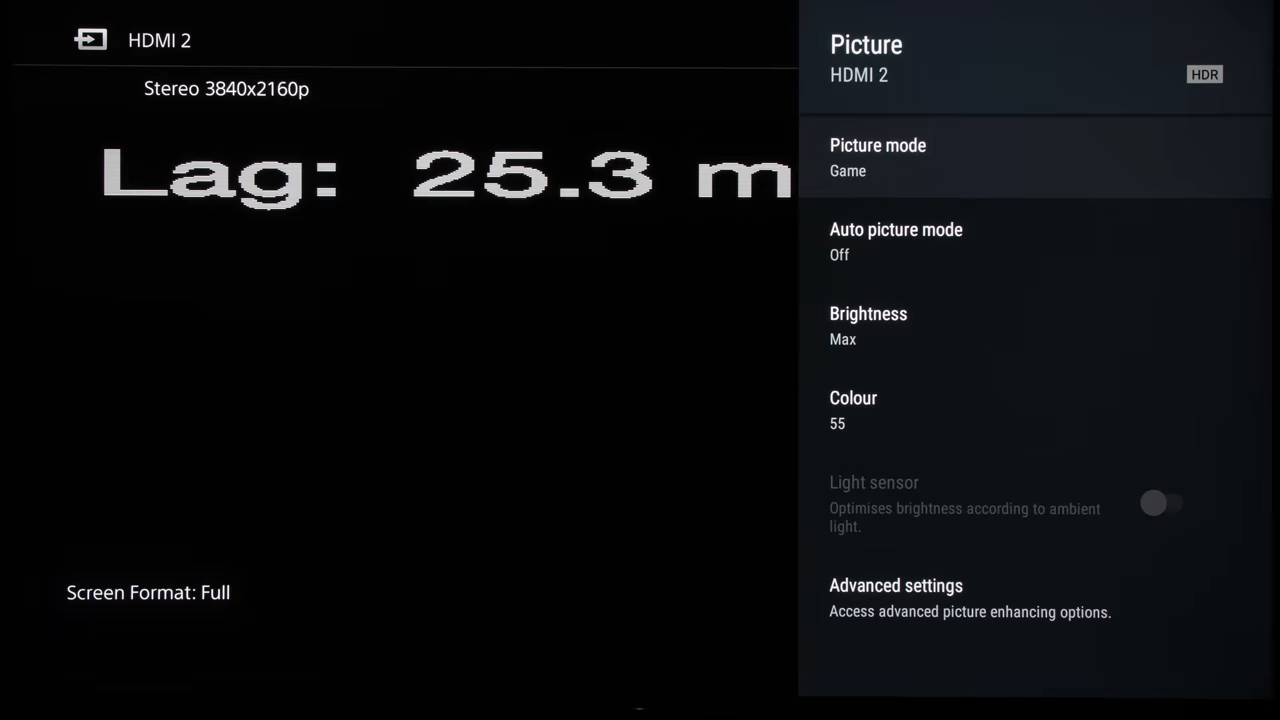 HDMI 2
Stereo 3840x2160p
Lag: 25.3 m
Screen Format: Full
Picture
HDMI 2
HDR
Picture mode
Game
Auto picture mode
Off
Brightness
Max
Colour
55
Light sensor
Optimises brightness according to ambient
light.
Advanced settings
Access advanced picture enhancing options.